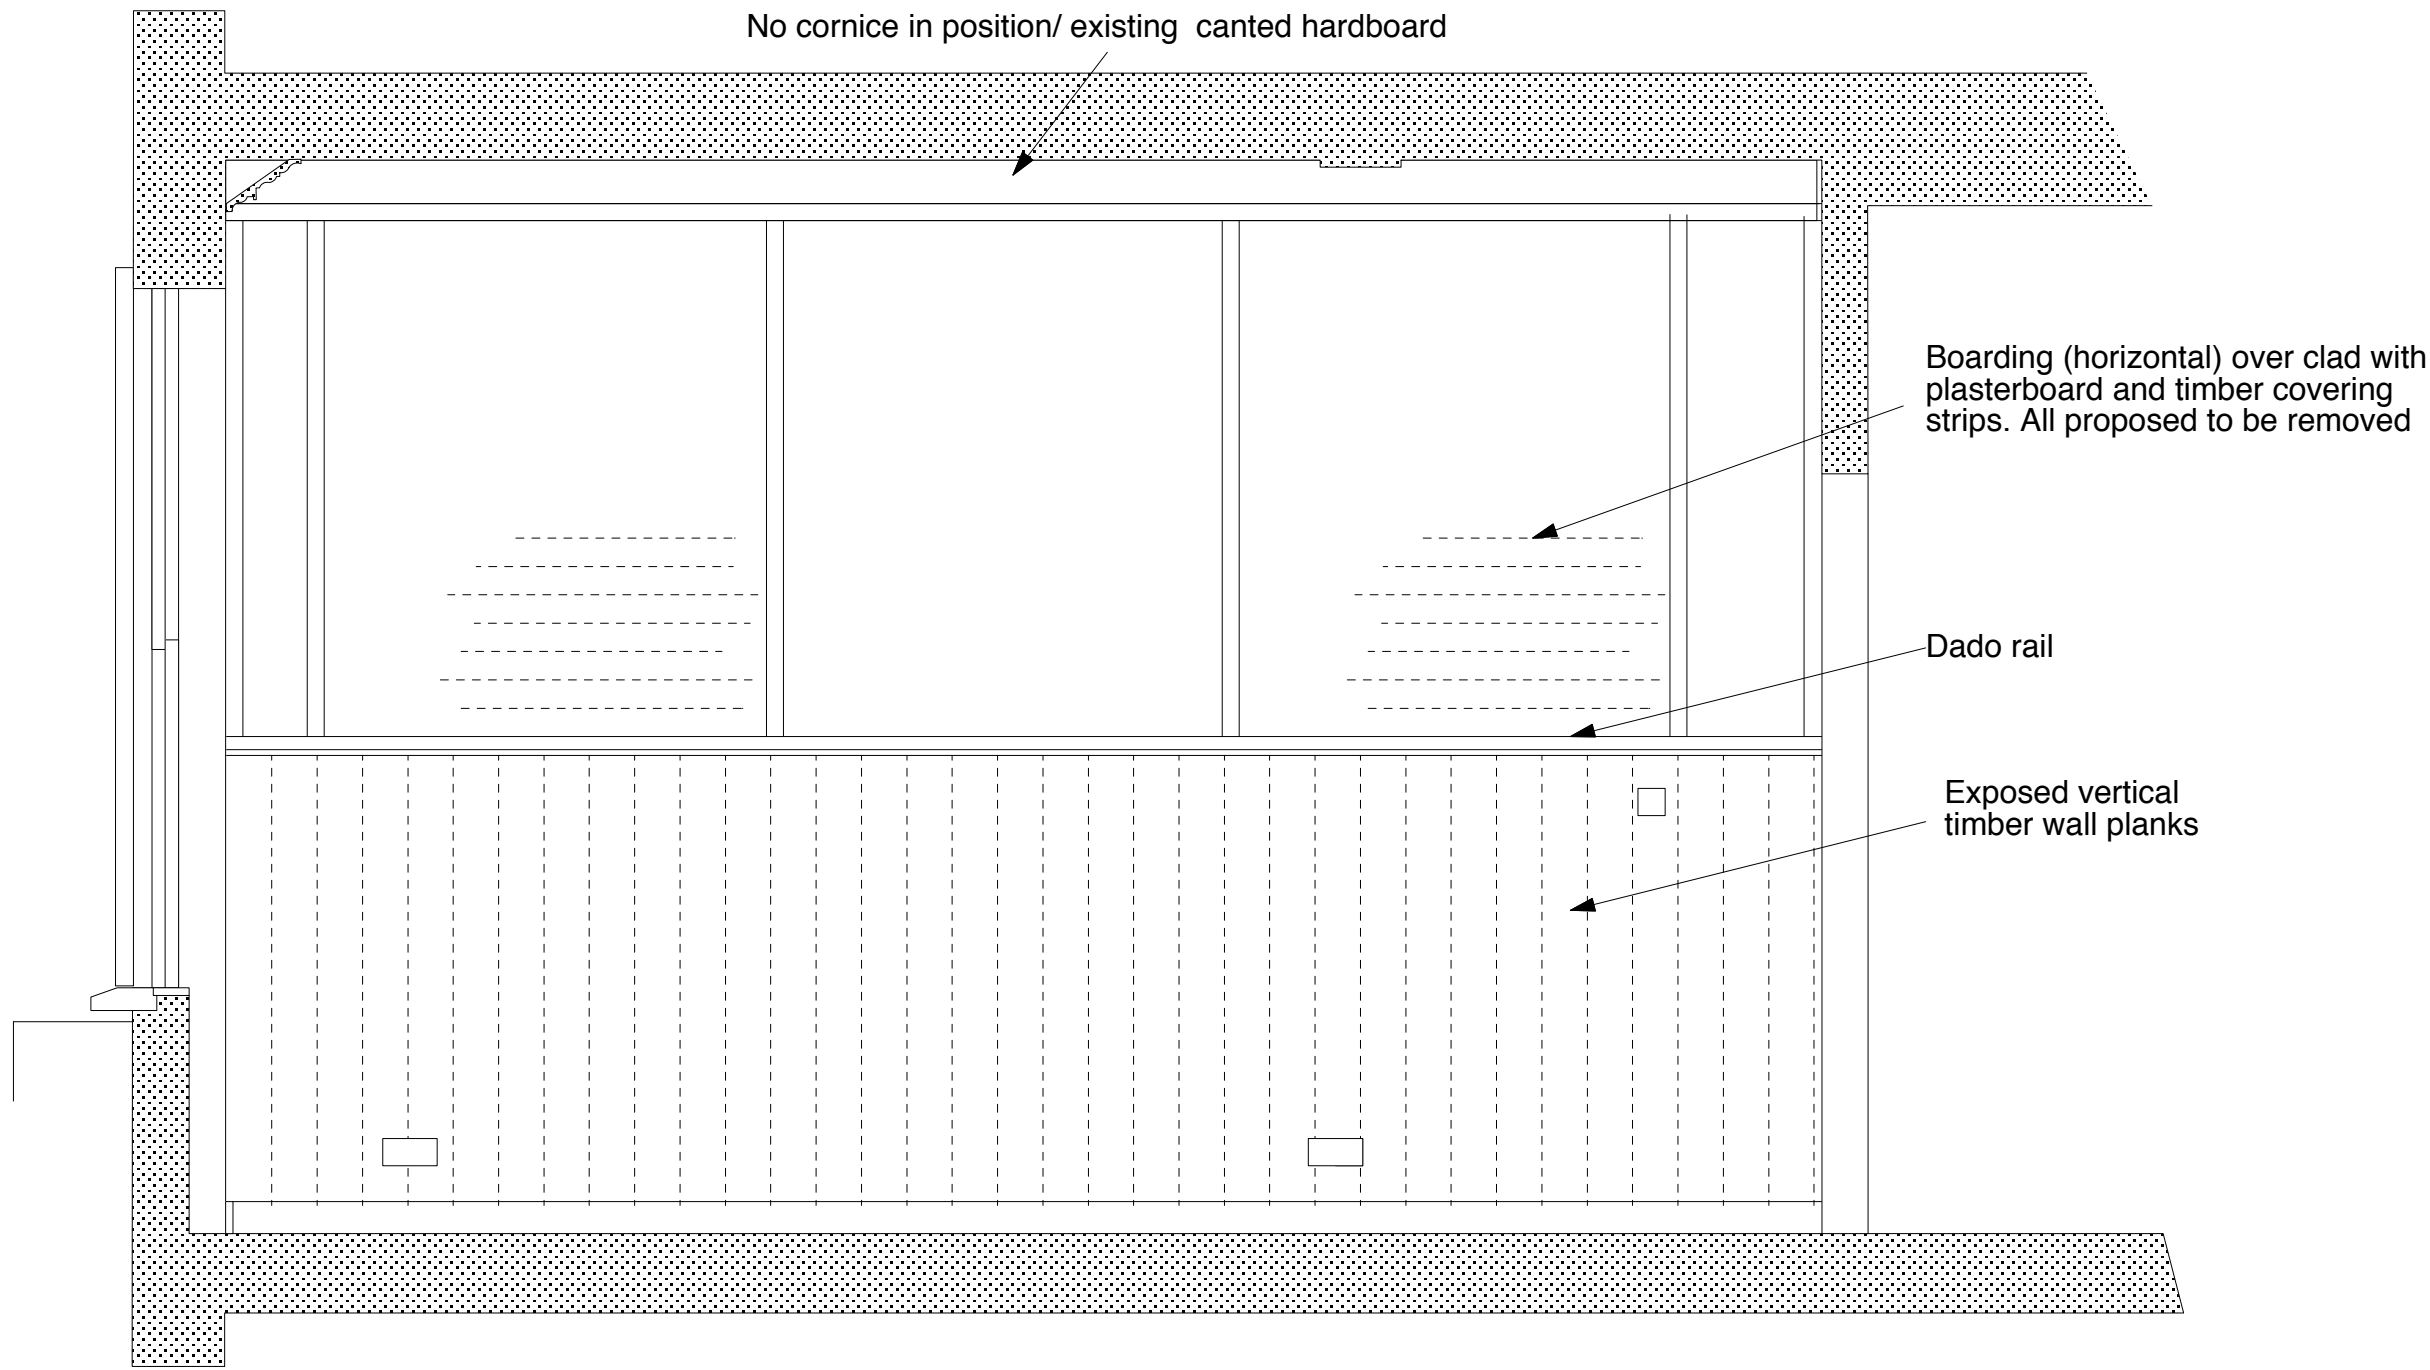 No cornice in position/ existing  canted hardboard
Boarding (horizontal) over clad with
plasterboard and timber covering
strips. All proposed to be removed
Dado rail
Exposed vertical
timber wall planks